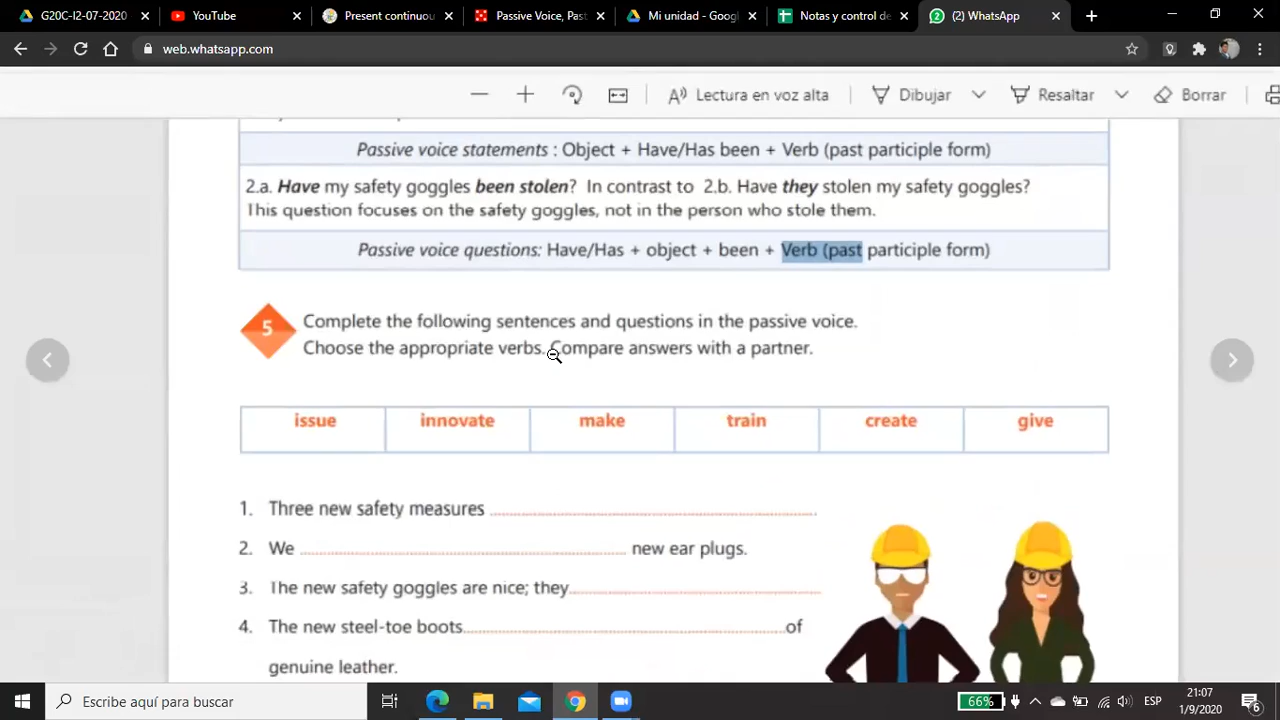 G20C-I2-07-2020
YouTube
Present continuou
Passive Voice, Past
Mi unidad - Googl
Notas y control de
(2) WhatsApp
web.whatsapp.com
Lectura en voz alta
Dibujar
Resaltar
Borrar
Passive voice statements : Object + Have/Has been + Verb (past participle form)
2.a. Have my safety goggles been stolen? In contrast to 2.b. Have they stolen my safety goggles?
This question focuses on the safety goggles, not in the person who stole them.
Passive voice questions: Have/Has + object + been + Verb (past participle form)
5
Complete the following sentences and questions in the passive voice.
Choose the appropriate verbs. Compare answers with a partner.
issue innovate make train create give
1. Three new safety measures ........................................................................ .
2. We ........................................................................ new ear plugs.
3. The new safety goggles are nice; they........................................................
4. The new steel-toe boots........................................................................of
genuine leather.
Escribe aquí para buscar
66%
ESP
21:07
1/9/2020
6